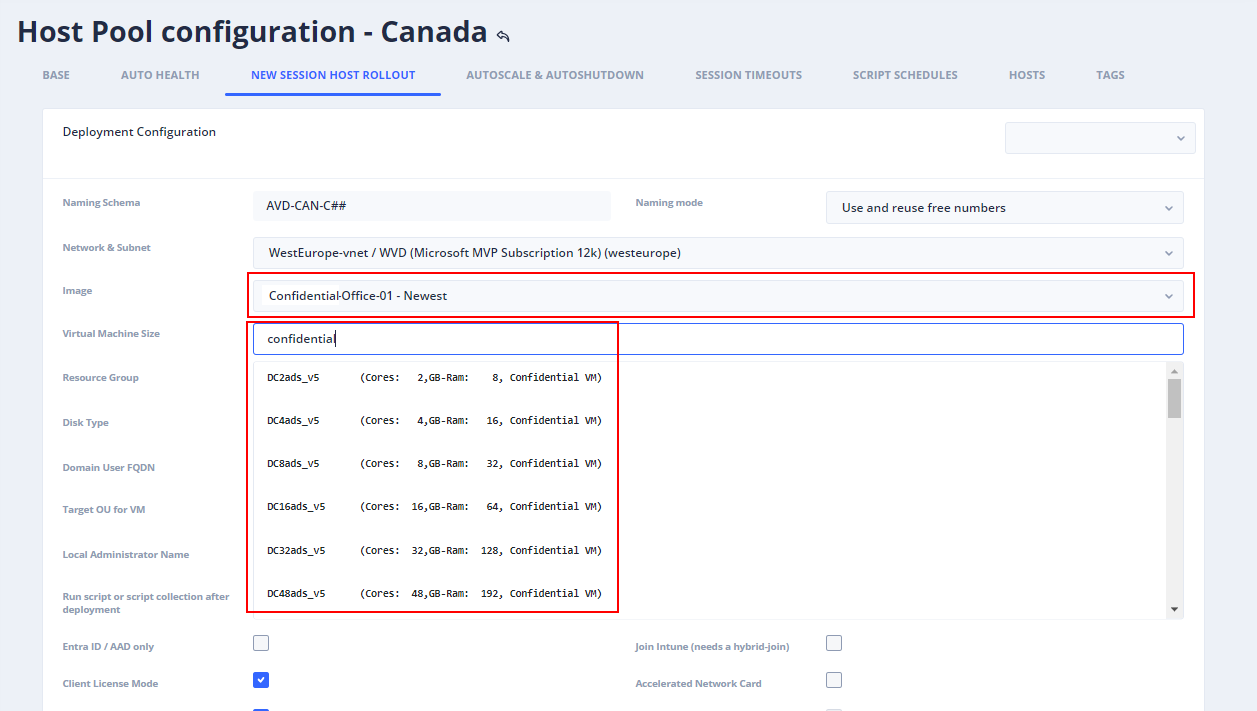 Host Pool configuration - Canada
BASE AUTO HEALTH NEW SESSION HOST ROLLOUT AUTOSCALE & AUTOSHUTDOWN SESSION TIMEOUTS SCRIPT SCHEDULES HOSTS TAGS
Deployment Configuration
Naming Schema AVD-CAN-C## Naming mode Use and reuse free numbers
Network & Subnet WestEurope-vnet / WVD (Microsoft MVP Subscription 12k) (westeurope)
Image Confidential-Office-01 - Newest
Virtual Machine Size confidential
Resource Group DC2ads_v5 (Cores: 2,GB-Ram: 8, Confidential VM)
Disk Type DC4ads_v5 (Cores: 4,GB-Ram: 16, Confidential VM)
Domain User FQDN DC8ads_v5 (Cores: 8,GB-Ram: 32, Confidential VM)
Target OU for VM DC16ads_v5 (Cores: 16,GB-Ram: 64, Confidential VM)
Local Administrator Name DC32ads_v5 (Cores: 32,GB-Ram: 128, Confidential VM)
Run script or script collection after DC48ads_v5 (Cores: 48,GB-Ram: 192, Confidential VM)
deployment
Entra ID / AAD only Join Intune (needs a hybrid-join)
Client License Mode Accelerated Network Card